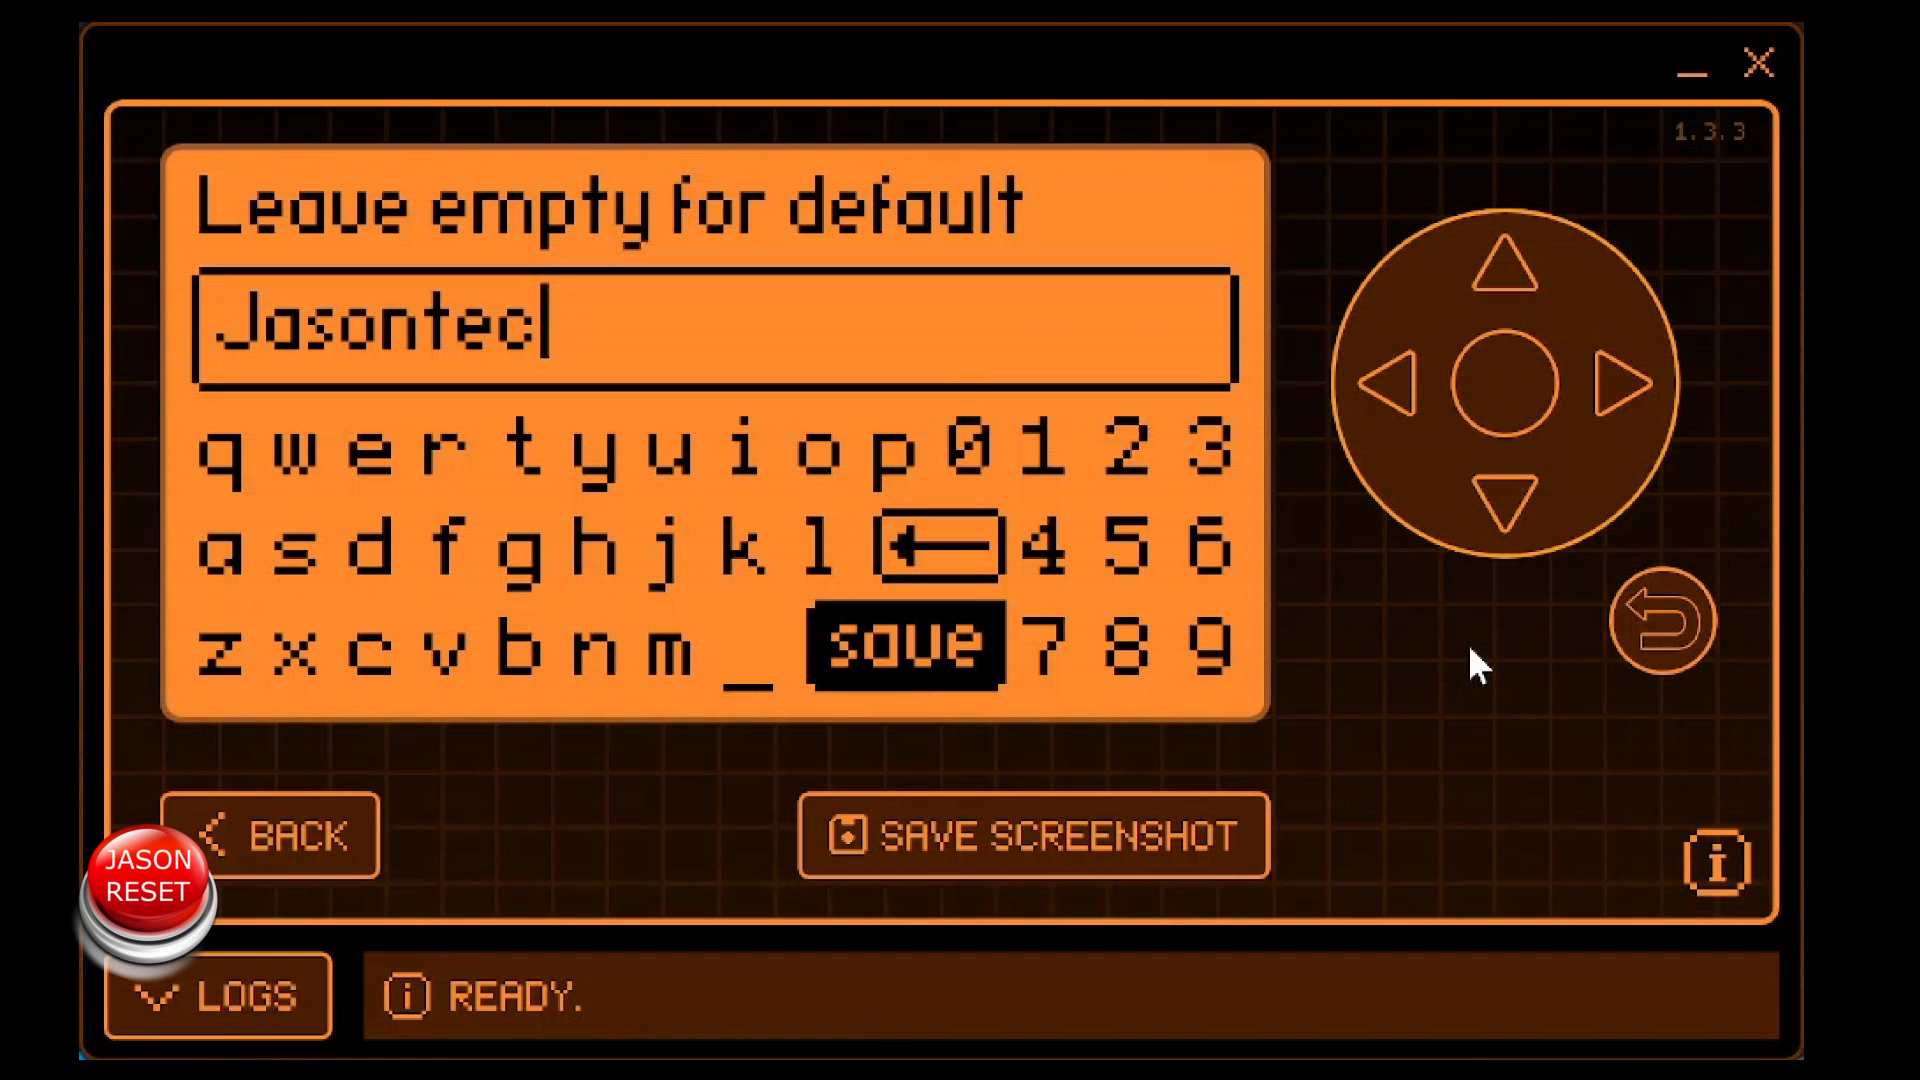 1.3.3
Leave empty for default
Jasontec
q w e r t y u i o p 0 1 2 3
a s d f g h j k l 4 5 6
z x c v b n m _ save 7 8 9
BACK
SAVE SCREENSHOT
JASON
RESET
LOGS
READY.